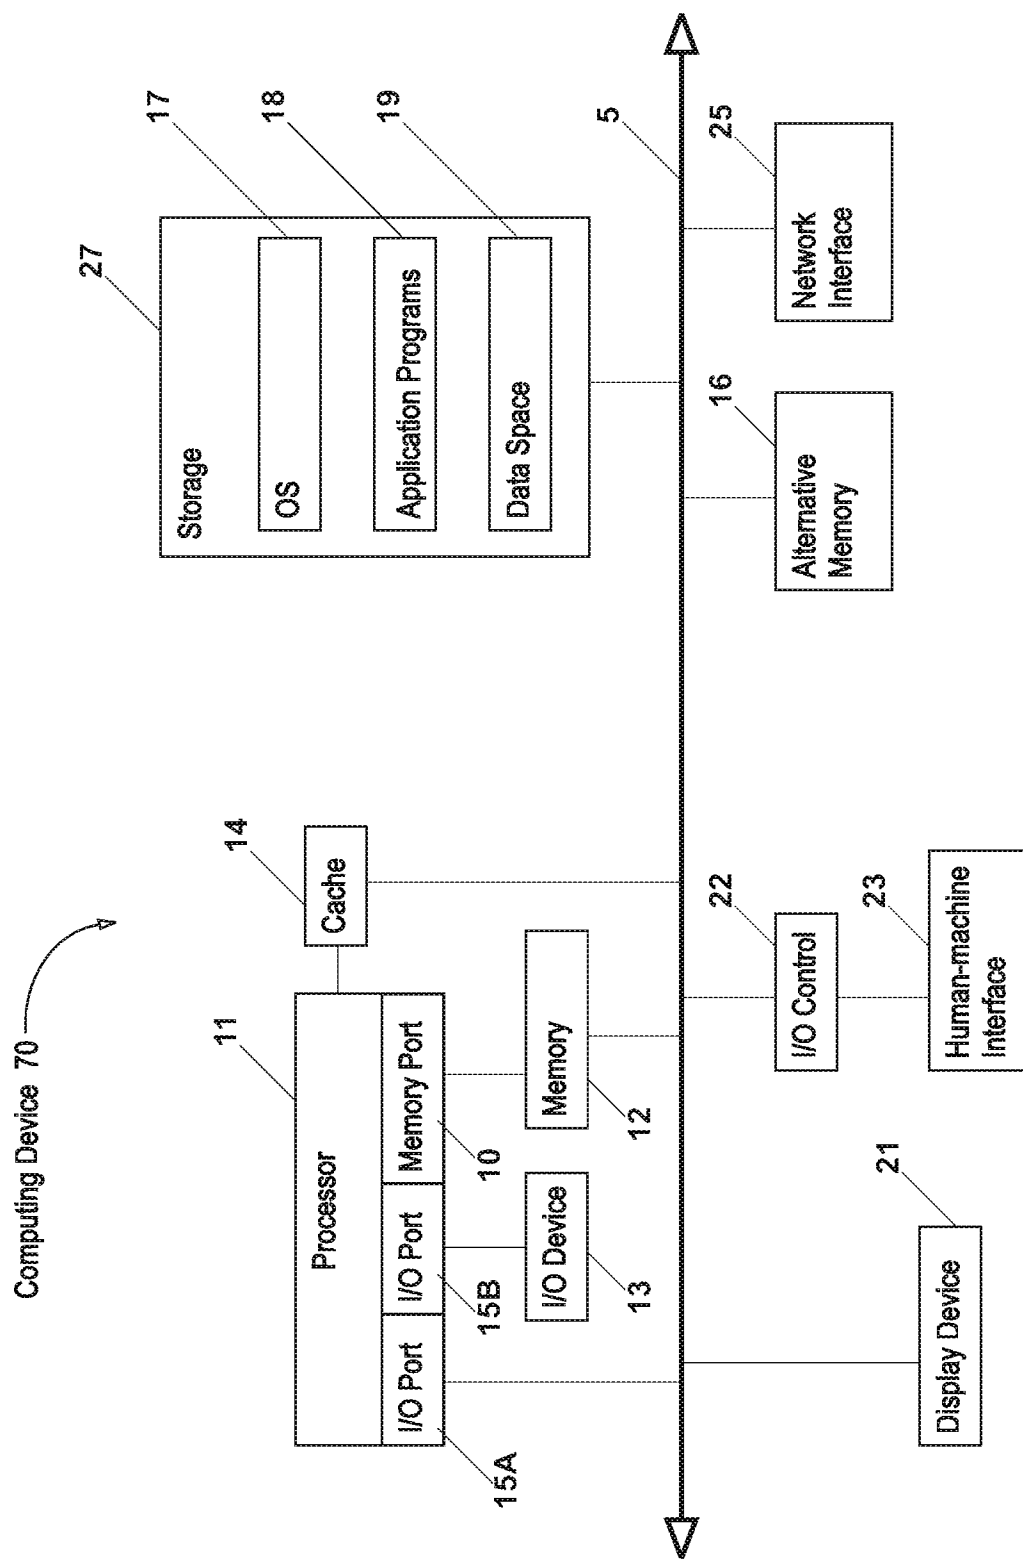 Computing Device 70
11
Processor
I/O Port
I/O Port
Memory Port
15A
15B
10
14
Cache
I/O Device
13
Memory
12
27
Storage
OS
17
Application Programs
18
Data Space
19
5
Display Device
21
I/O Control
22
Human-machine
Interface
23
Alternative
Memory
16
Network
Interface
25